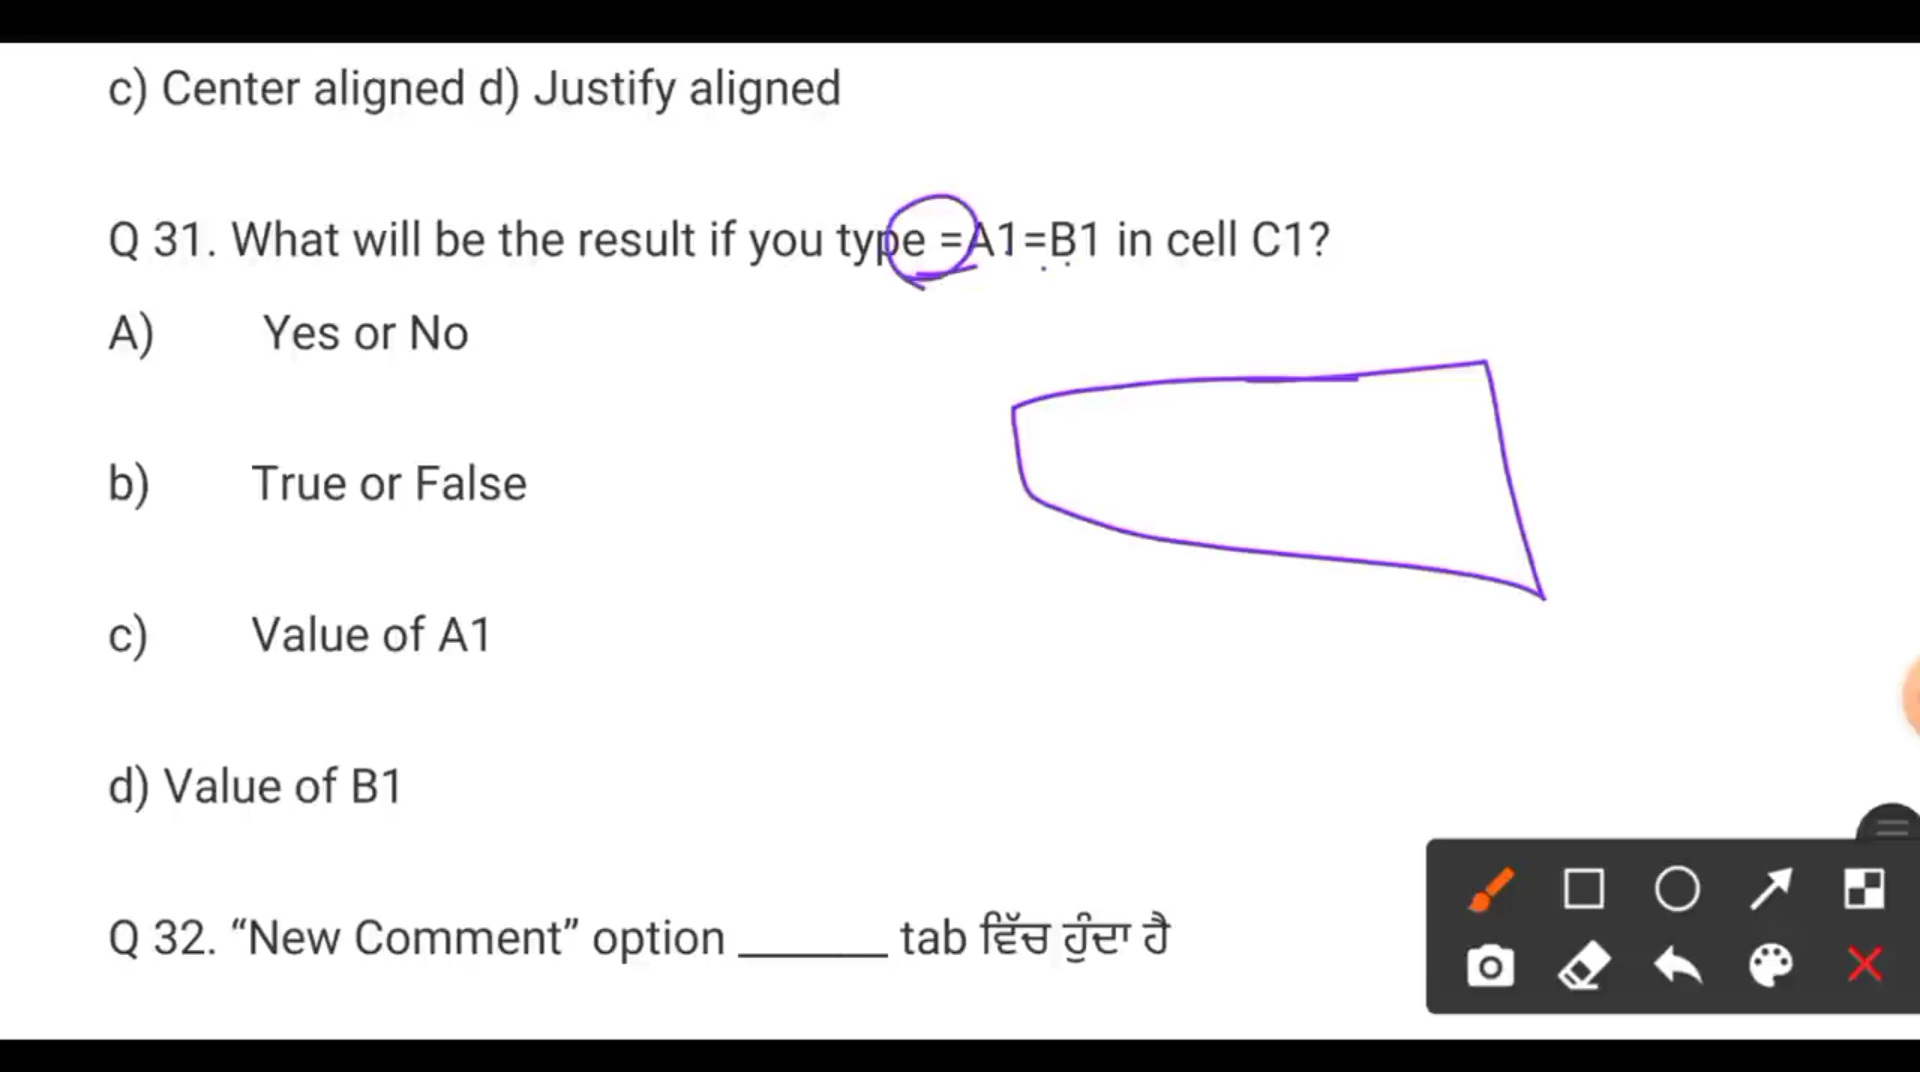 c) Center aligned d) Justify aligned
Q 31. What will be the result if you type =A1=B1 in cell C1?
A) Yes or No
b) True or False
c) Value of A1
d) Value of B1
Q 32. “New Comment” option ______ tab ਵਿੱਚ ਹੁੰਦਾ ਹੈ